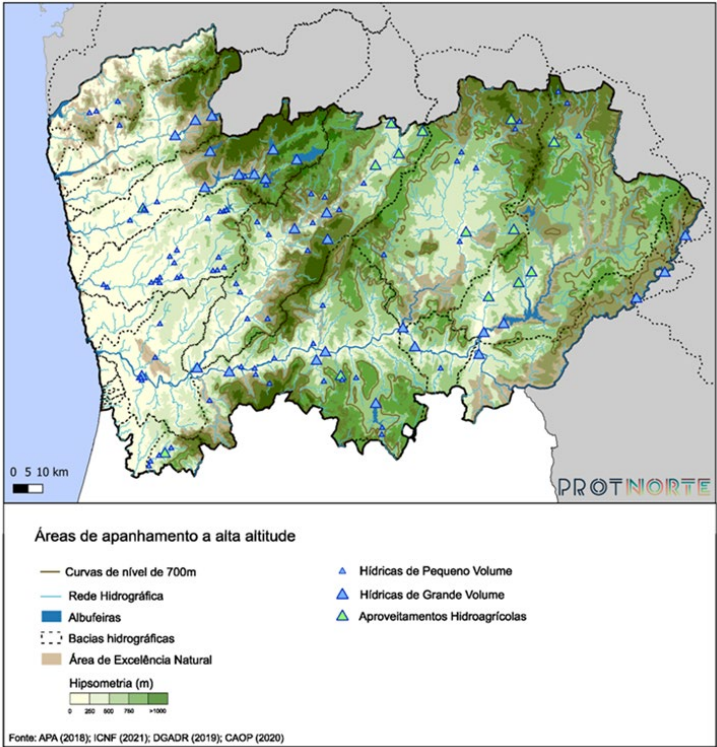 0 5 10 km
PROTNORTE
Áreas de apanhamento a alta altitude
Curvas de nível de 700m
Rede Hidrográfica
Albufeiras
Bacias hidrográficas
Área de Excelência Natural
Hipsometria (m)
0 250 500 750 >1000
Hídricas de Pequeno Volume
Hídricas de Grande Volume
Aproveitamentos Hidroagrícolas
Fonte: APA (2018); ICNF (2021); DGADR (2019); CAOP (2020)